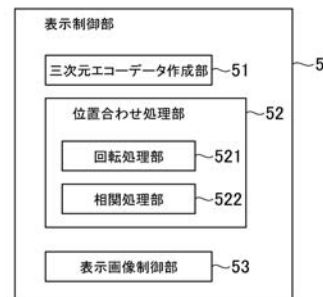 表示制御部
5
三次元エコーデータ作成部 51
位置合わせ処理部 52
回転処理部 521
相関処理部 522
表示画像制御部 53